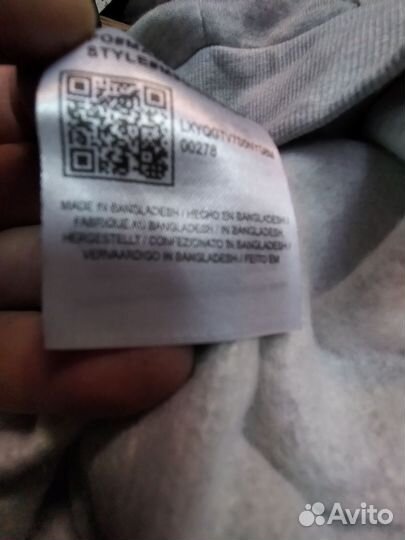 STYLE#
00278
MADE IN BANGLADESH / HECHO EN BANGLADESH /
FABRIQUE AU BANGLADESH / IN BANGLADESH
HERGESTELLT / CONFEZIONATO IN BANGLADESH /
VERVAARDIGD IN BANGLADESH / FEITO EM
Avito